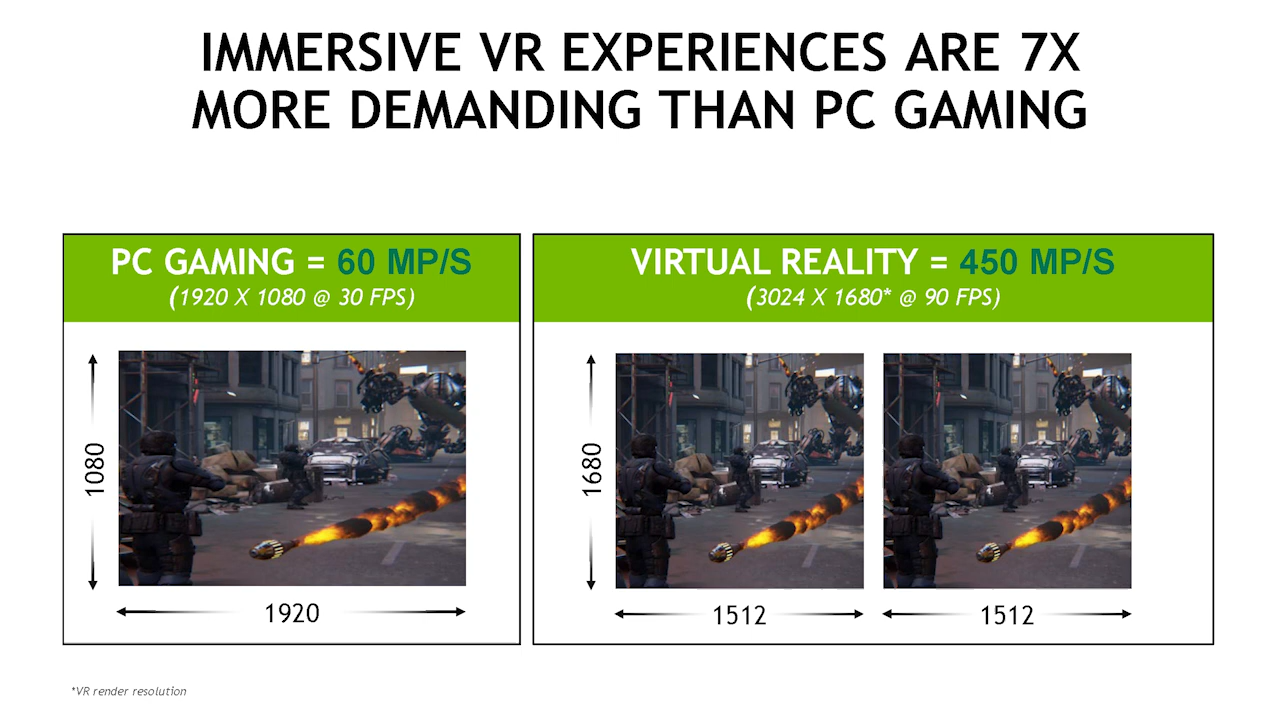 IMMERSIVE VR EXPERIENCES ARE 7X
MORE DEMANDING THAN PC GAMING
PC GAMING = 60 MP/S
(1920 X 1080 @ 30 FPS)
1080
1920
VIRTUAL REALITY = 450 MP/S
(3024 X 1680* @ 90 FPS)
1680
1512
1512
*VR render resolution